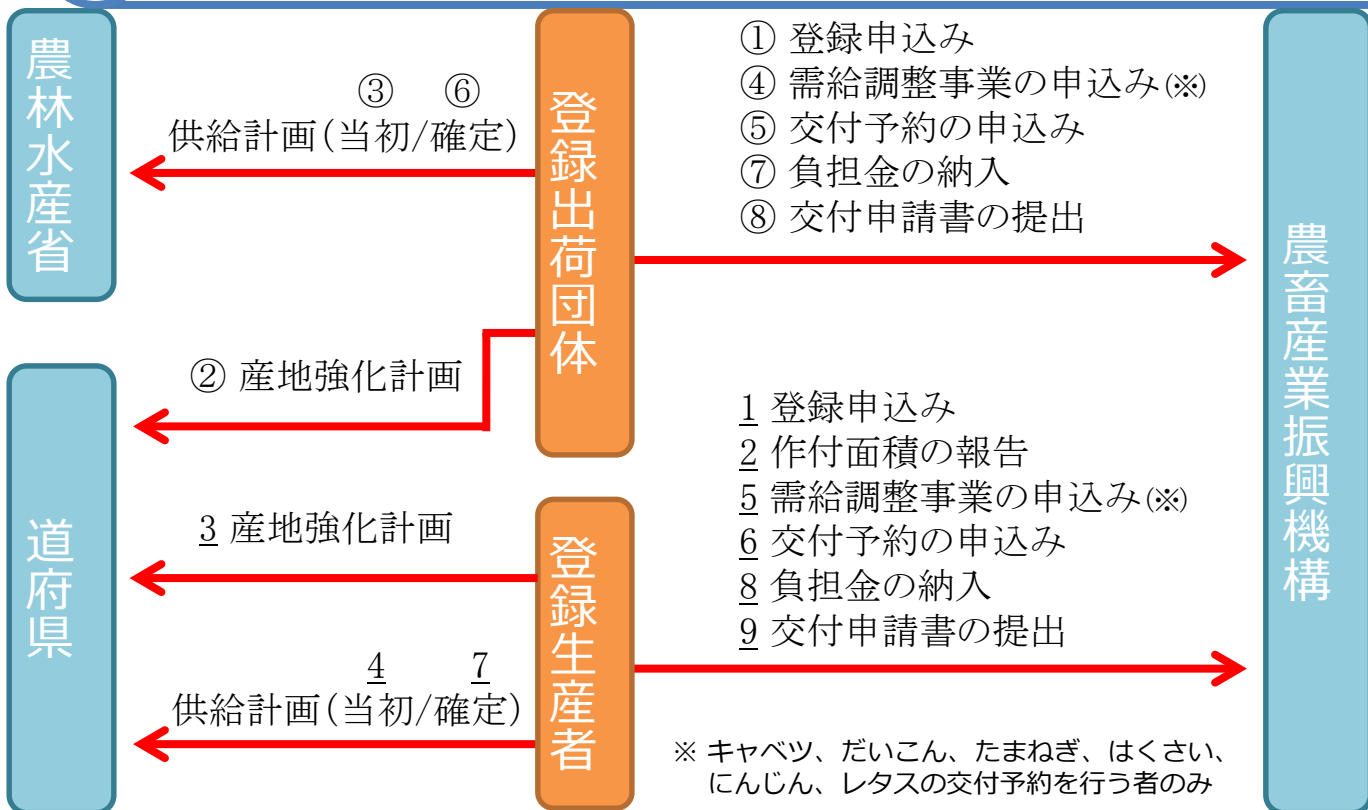 農林水産省
③ ⑥
供給計画(当初/確定)
登録出荷団体
① 登録申込み
④ 需給調整事業の申込み(※)
⑤ 交付予約の申込み
⑦ 負担金の納入
⑧ 交付申請書の提出
農畜産業振興機構
② 産地強化計画
道府県
3 産地強化計画
4 7
供給計画(当初/確定)
登録生産者
1 登録申込み
2 作付面積の報告
5 需給調整事業の申込み(※)
6 交付予約の申込み
8 負担金の納入
9 交付申請書の提出
※ キャベツ、だいこん、たまねぎ、はくさい、
にんじん、レタスの交付予約を行う者のみ